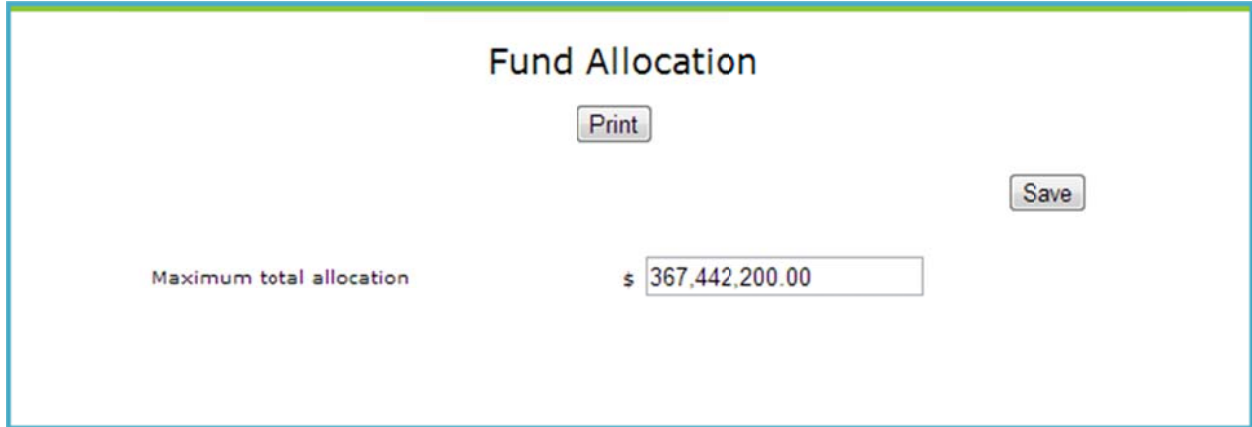 Fund Allocation
Print
Save
Maximum total allocation $ 367,442,200.00